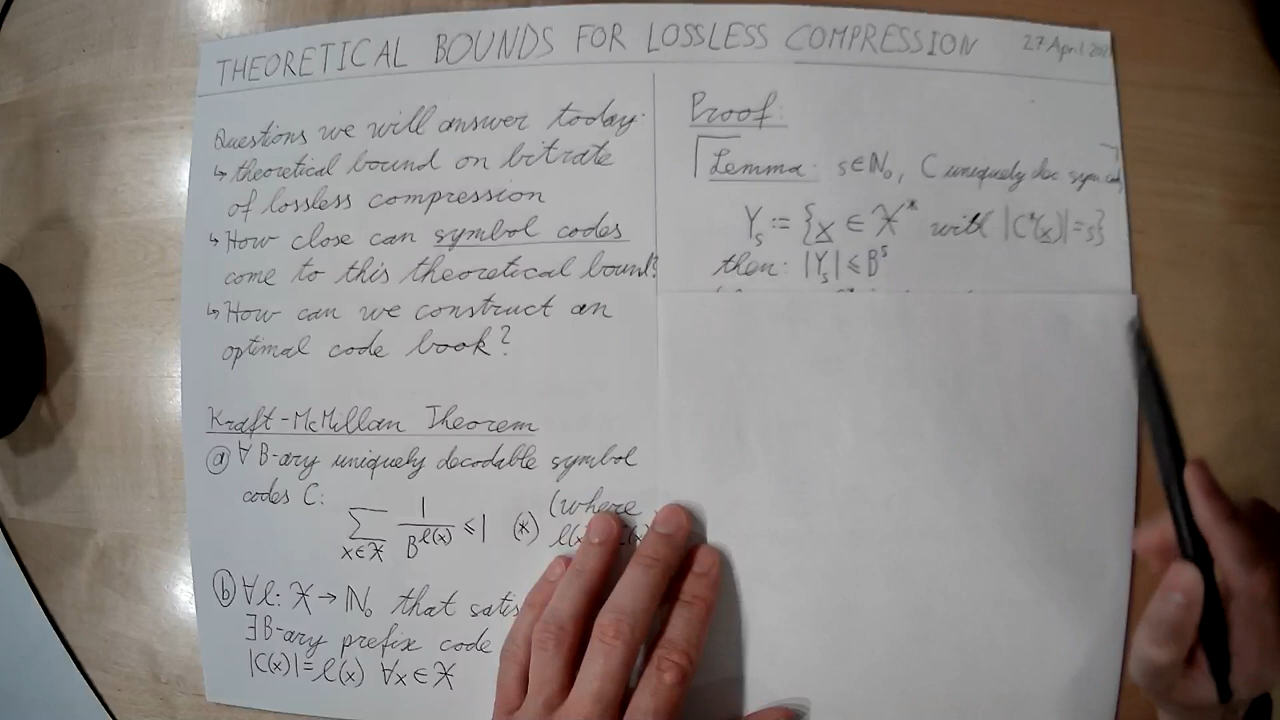 THEORETICAL BOUNDS FOR LOSSLESS COMPRESSION
27 April
Questions we will answer today:
↳ theoretical bound on bitrate
of lossless compression
↳ How close can symbol codes
come to this theoretical bound?
↳ How can we construct an
optimal code book?
Kraft-McMillan Theorem
ⓐ ∀ B-ary uniquely decodable symbol
codes C:
∑_{x∈𝒳} 1/B^{ℓ(x)} ≤ 1 (*) (where
ⓑ ∀ℓ: 𝒳 → ℕ₀ that
∃ B-ary prefix code
|C(x)| = ℓ(x) ∀x ∈ 𝒳
Proof:
Lemma: s∈ℕ₀, C uniquely dec
Y_s := {x ∈ 𝒳* with |C*(x)| = s}
then: |Y_s| ≤ B^s